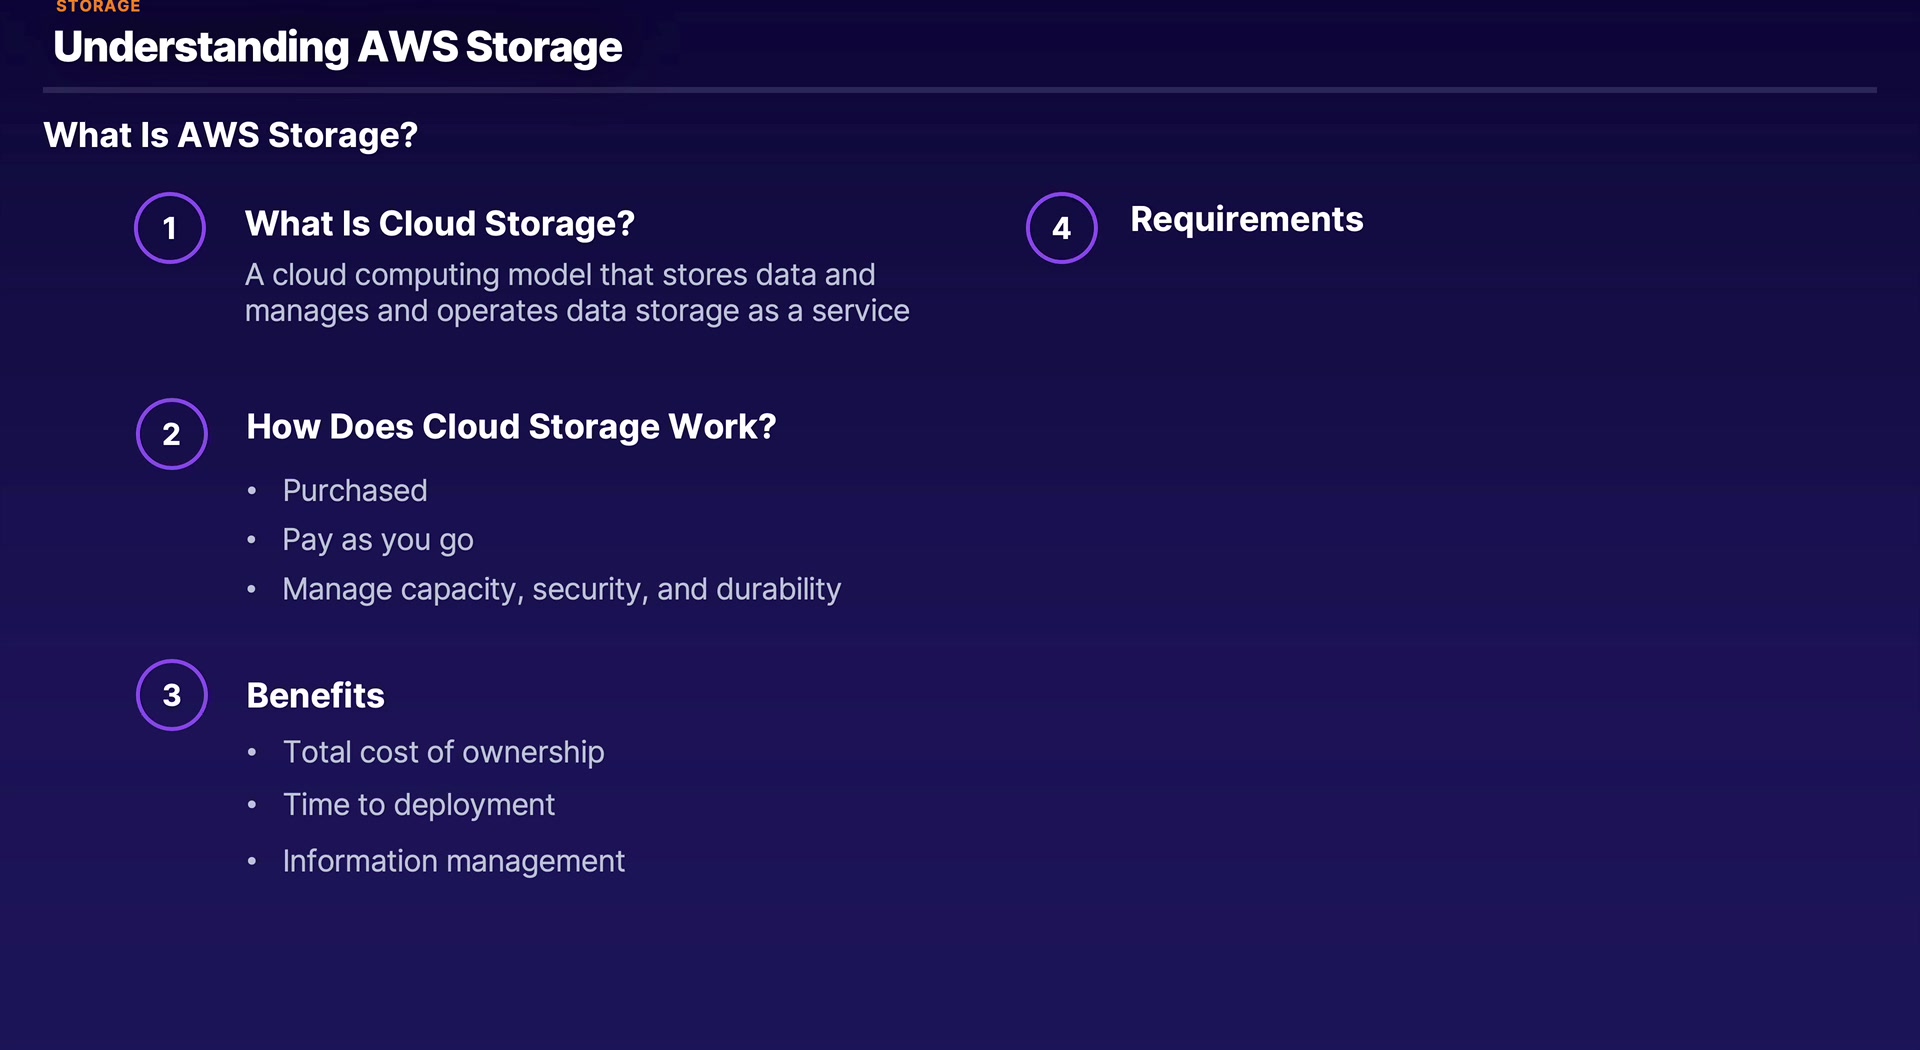 STORAGE
Understanding AWS Storage
What Is AWS Storage?
1
What Is Cloud Storage?
A cloud computing model that stores data and
manages and operates data storage as a service
2
How Does Cloud Storage Work?
• Purchased
• Pay as you go
• Manage capacity, security, and durability
3
Benefits
• Total cost of ownership
• Time to deployment
• Information management
4
Requirements